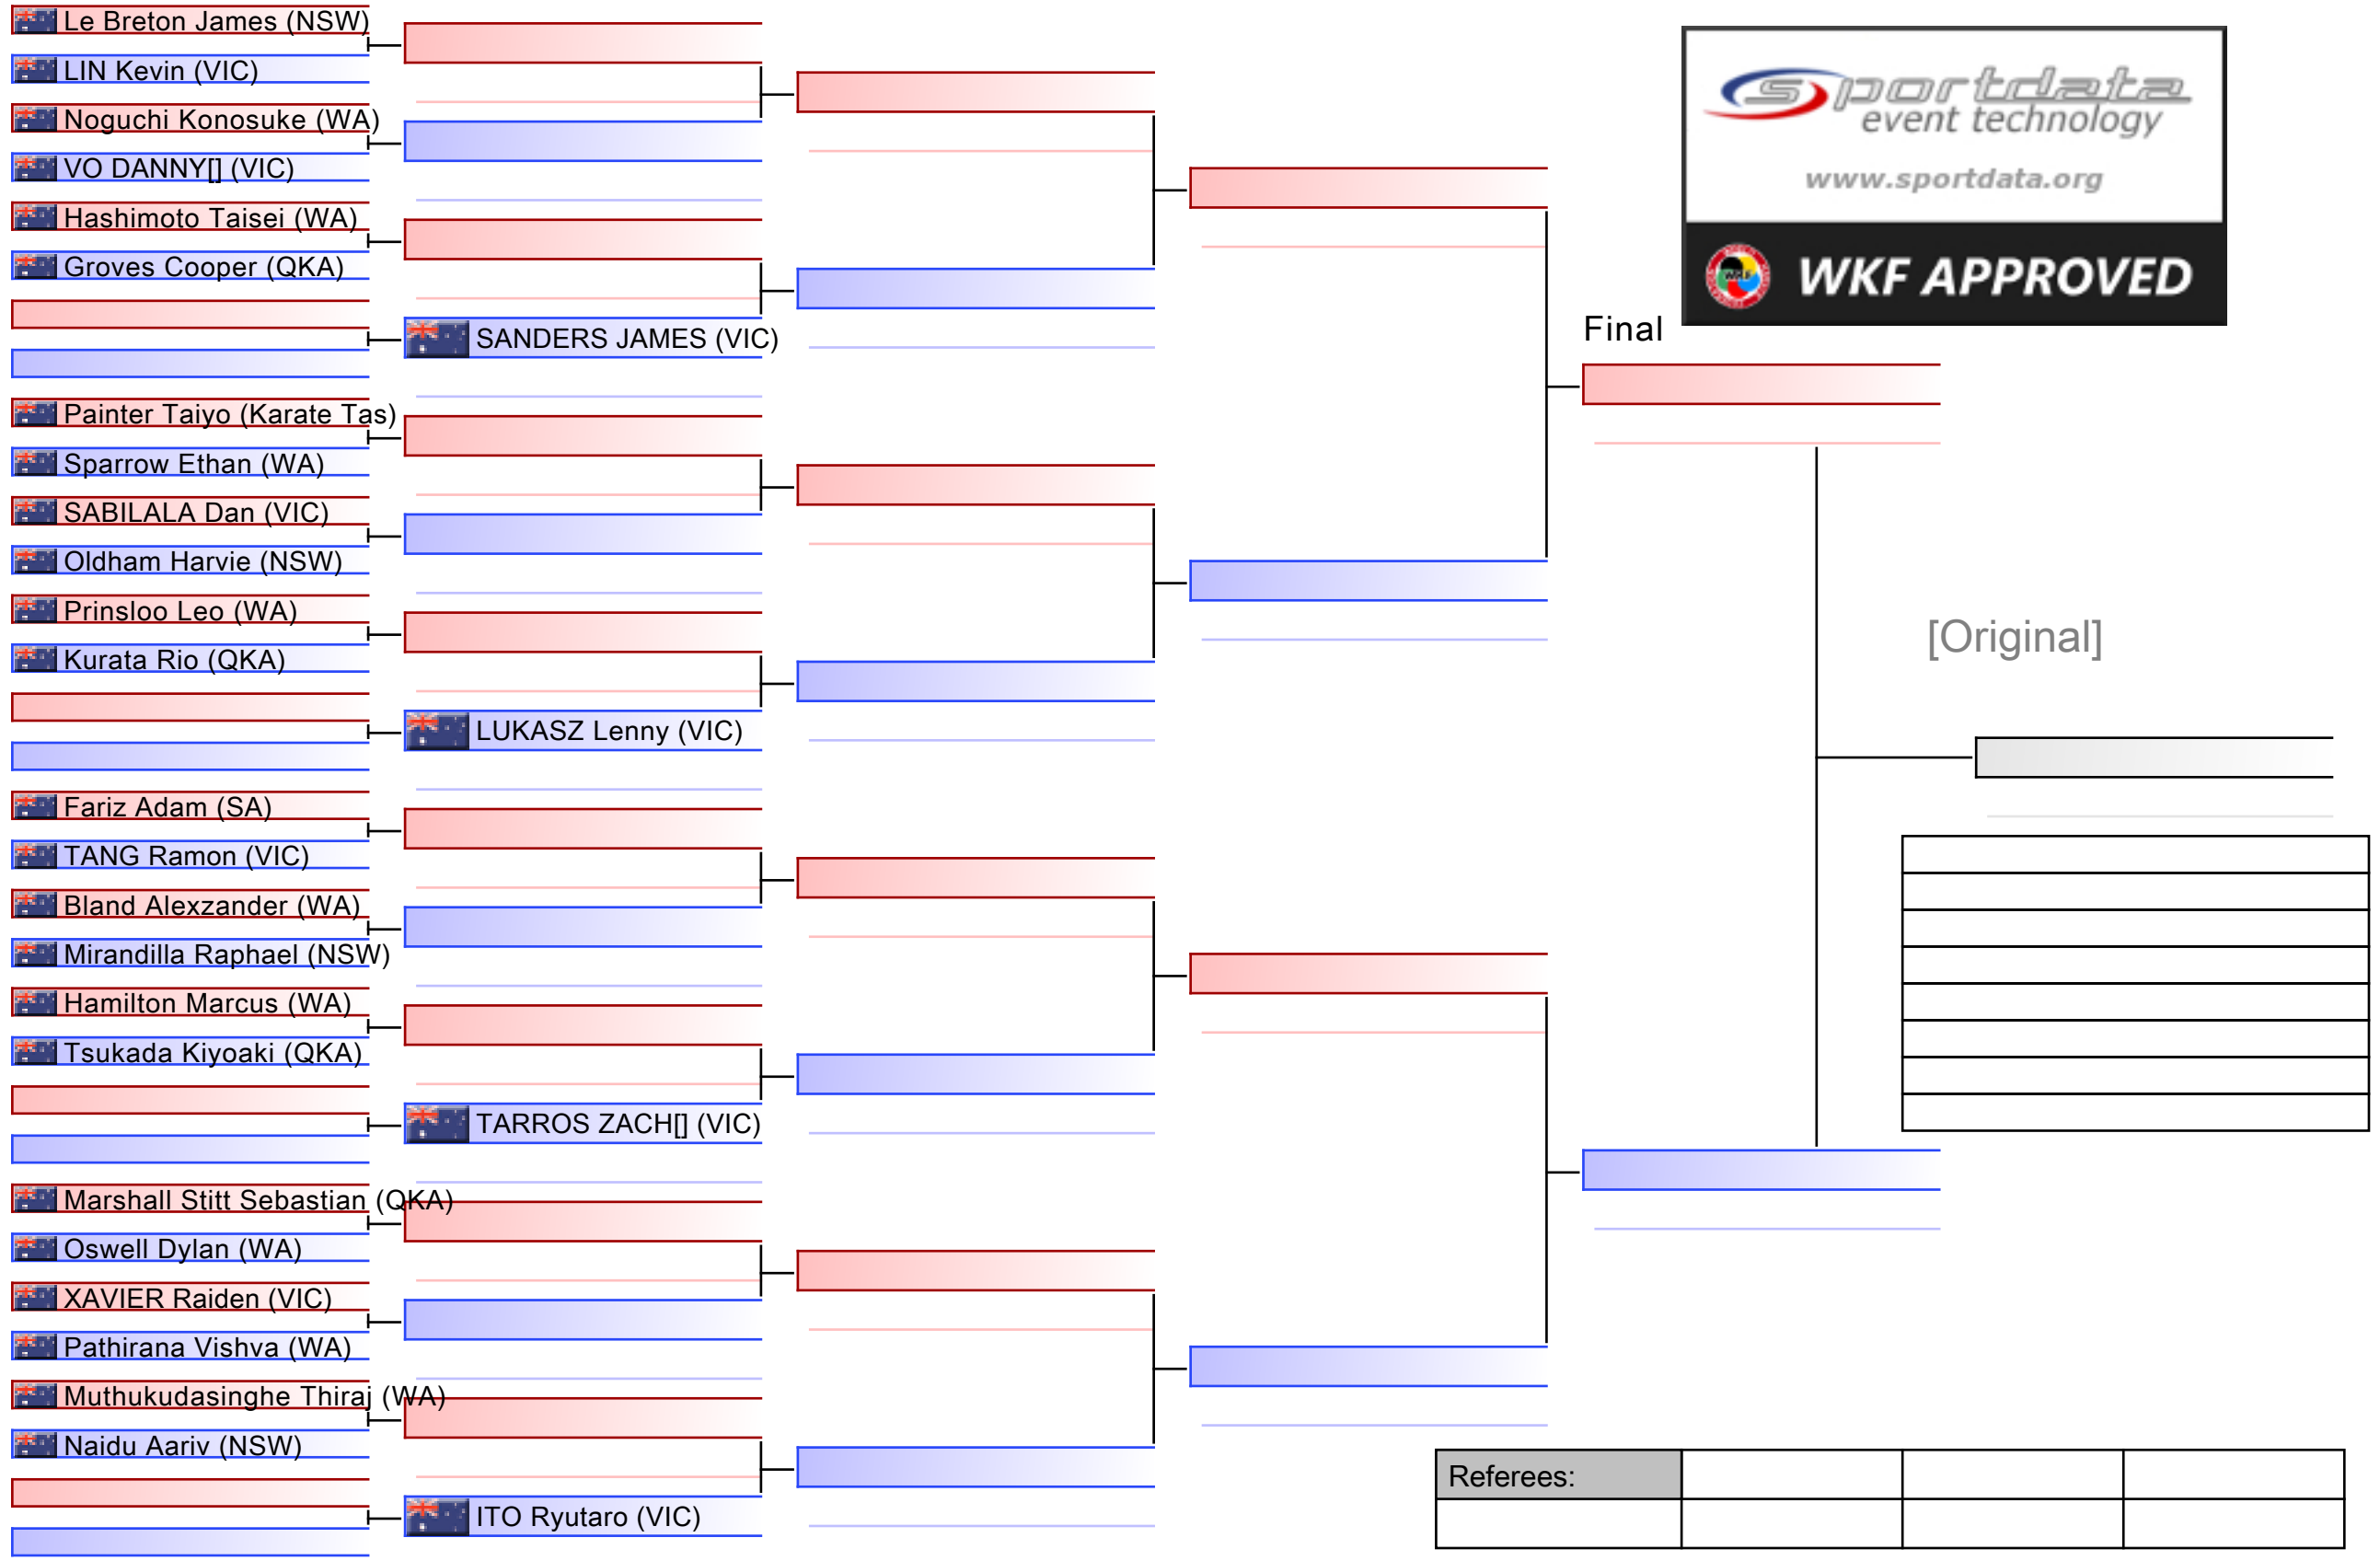 Le Breton James (NSW)
LIN Kevin (VIC)
Noguchi Konosuke (WA)
VO DANNY[] (VIC)
Hashimoto Taisei (WA)
Groves Cooper (QKA)
SANDERS JAMES (VIC)
Painter Taiyo (Karate Tas)
Sparrow Ethan (WA)
SABILALA Dan (VIC)
Oldham Harvie (NSW)
Prinsloo Leo (WA)
Kurata Rio (QKA)
LUKASZ Lenny (VIC)
Fariz Adam (SA)
TANG Ramon (VIC)
Bland Alexzander (WA)
Mirandilla Raphael (NSW)
Hamilton Marcus (WA)
Tsukada Kiyoaki (QKA)
TARROS ZACH[] (VIC)
Marshall Stitt Sebastian (QKA)
Oswell Dylan (WA)
XAVIER Raiden (VIC)
Pathirana Vishva (WA)
Muthukudasinghe Thiraj (WA)
Naidu Aariv (NSW)
ITO Ryutaro (VIC)
sportdata
event technology
www.sportdata.org
WKF
WKF APPROVED
Final
[Original]
Referees: